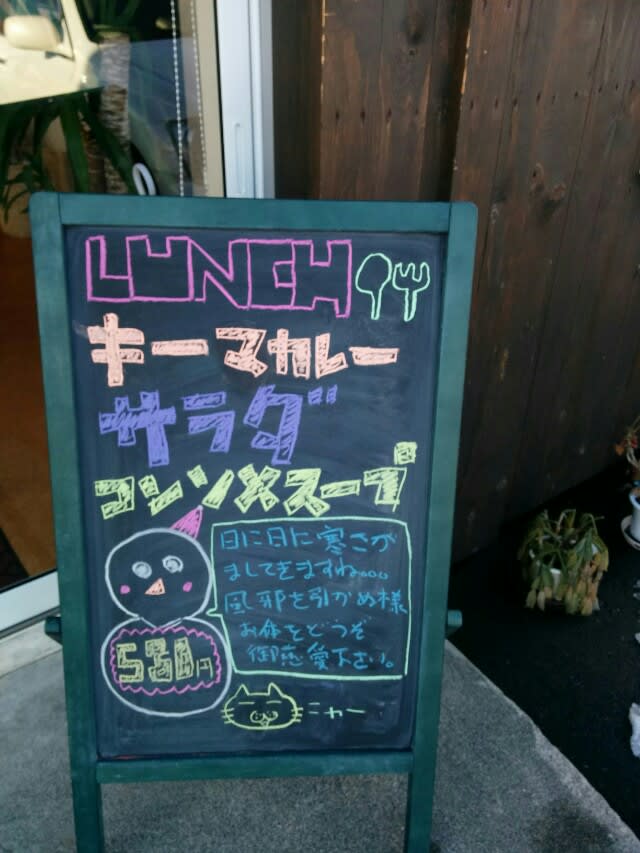 LUNCH
キーマカレー
サラダ
コンソメスープ
日に日に寒さが
ましてきますね。。。
風邪を引かぬ様
お体をどうぞ
御慈愛下さい。
530円
ニャー